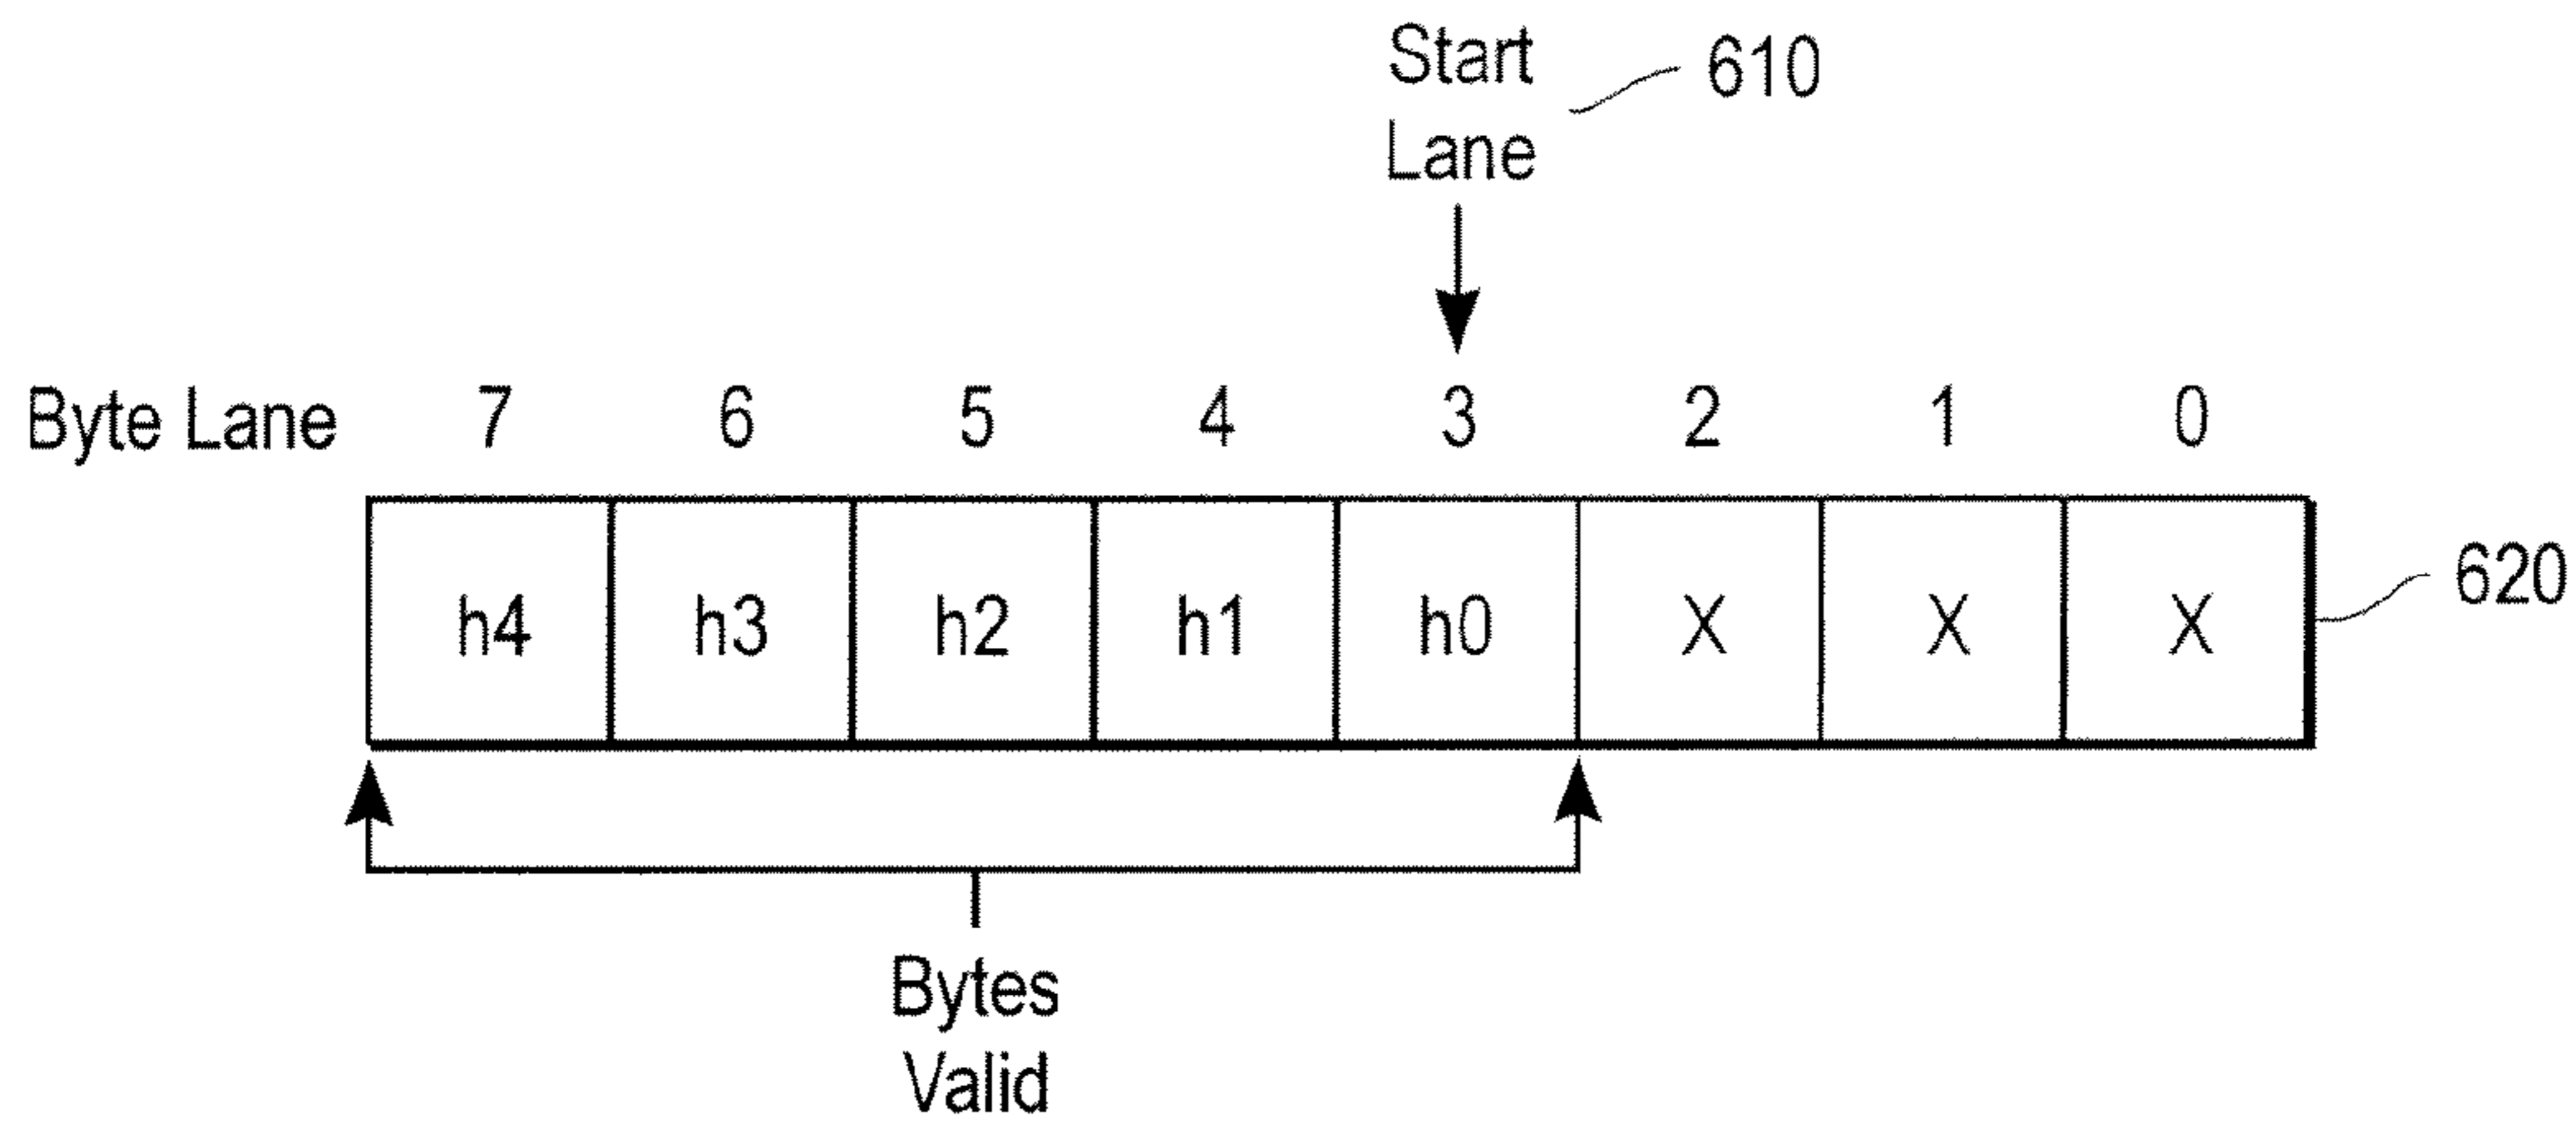 Start
Lane
610
Byte Lane 7 6 5 4 3 2 1 0
h4 h3 h2 h1 h0 X X X
620
Bytes
Valid